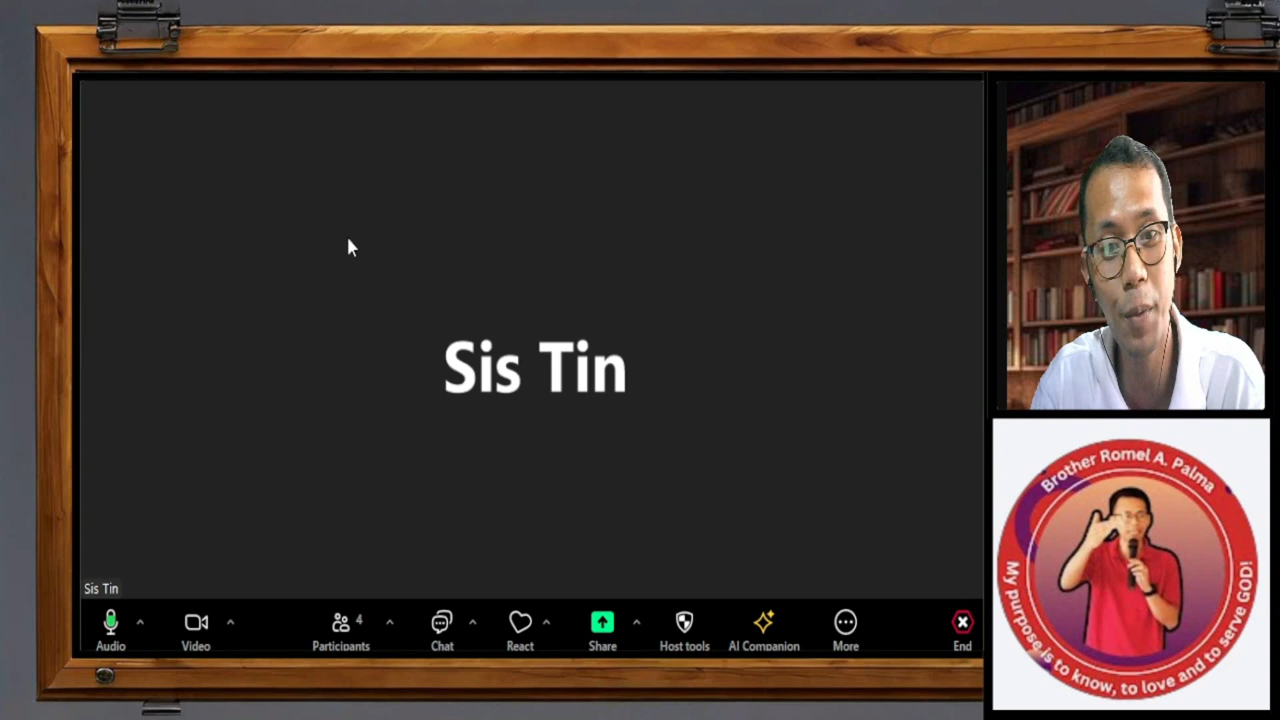 Sis Tin
Sis Tin
Audio
Video
4
Participants
Chat
React
Share
Host tools
AI Companion
More
End
Brother Romel A. Palma
My purpose is to know, to love and to serve GOD!